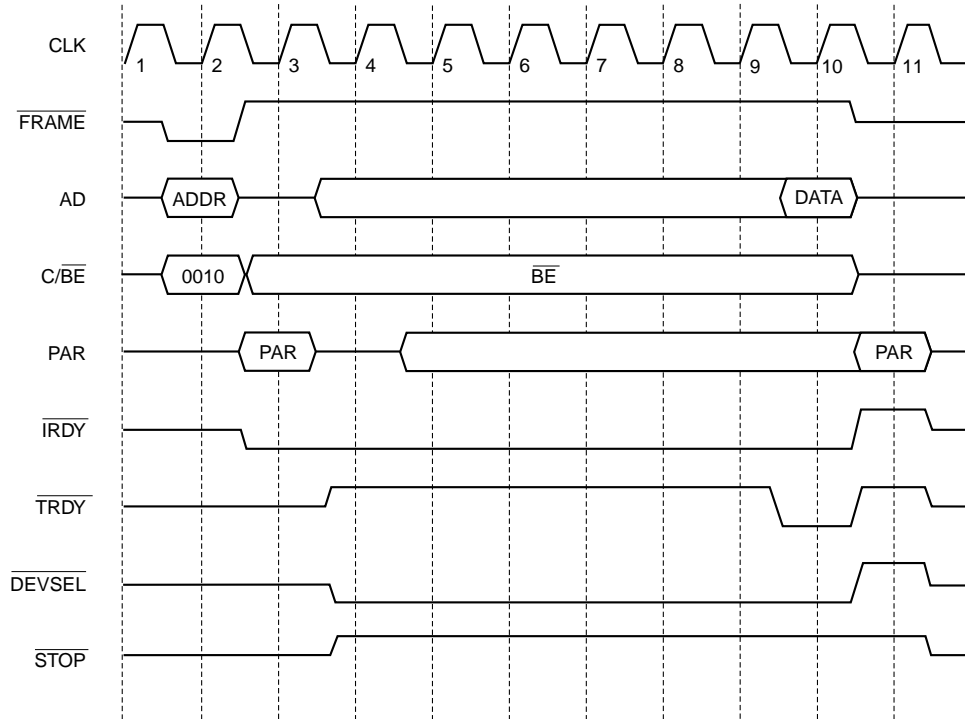 CLK
1 2 3 4 5 6 7 8 9 10 11
FRAME
AD ADDR DATA
C/BE 0010 BE
PAR PAR PAR
IRDY
TRDY
DEVSEL
STOP